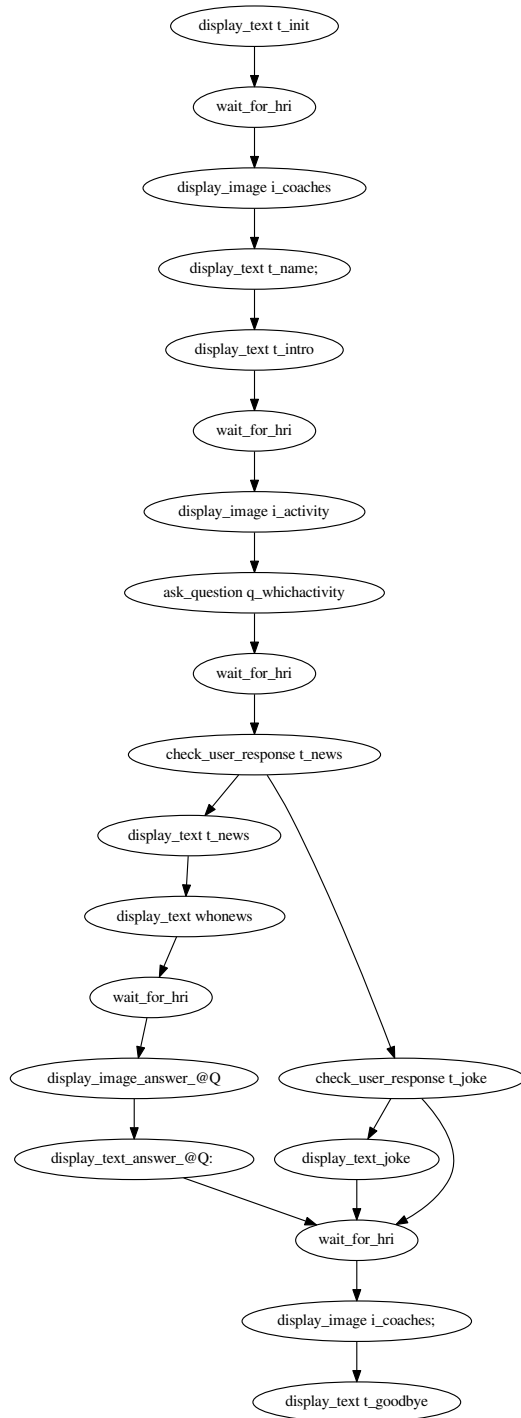 display_text t_init
wait_for_hri
display_image i_coaches
display_text t_name;
display_text t_intro
wait_for_hri
display_image i_activity
ask_question q_whichactivity
wait_for_hri
check_user_response t_news
display_text t_news
display_text whonews
wait_for_hri
display_image_answer_@Q
check_user_response t_joke
display_text_answer_@Q:
display_text_joke
wait_for_hri
display_image i_coaches;
display_text t_goodbye